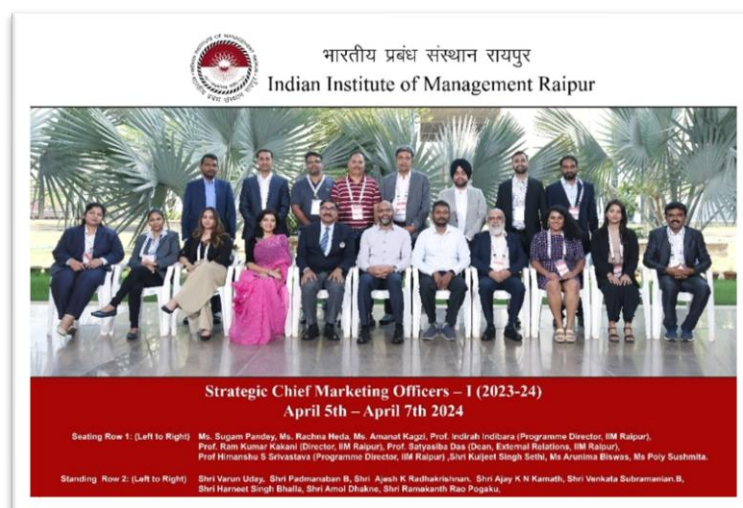 भारतीय प्रबंध संस्थान रायपुर
Indian Institute of Management Raipur
Strategic Chief Marketing Officers – I (2023-24)
April 5th – April 7th 2024
Seating Row 1: (Left to Right) Ms. Sugam Pandey, Ms. Rachna Heda, Ms. Amanat Kagzi, Prof. Indirah Indibara (Programme Director, IIM Raipur),
Prof. Ram Kumar Kakani (Director, IIM Raipur), Prof. Satyasiba Das (Dean, External Relations, IIM Raipur),
Prof Himanshu S Srivastava (Programme Director, IIM Raipur) ,Shri Kuljeet Singh Sethi, Ms Arunima Biswas, Ms Poly Sushmita.
Standing Row 2: (Left to Right) Shri Varun Uday, Shri Padmanaban B, Shri Ajesh K Radhakrishnan, Shri Ajay K N Kamath, Shri Venkata Subramanian.B,
Shri Harneet Singh Bhalla, Shri Amol Dhakne, Shri Ramakanth Rao Pogaku,